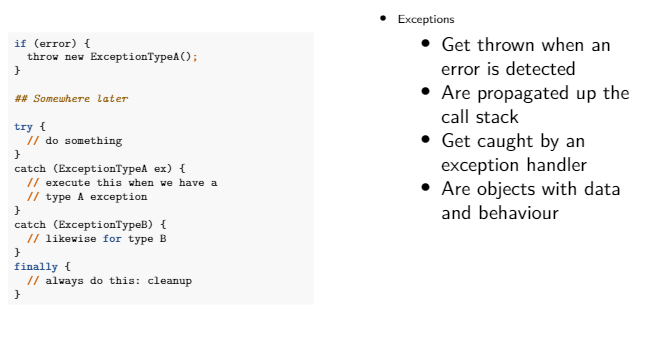 if (error) {
  throw new ExceptionTypeA();
}

## Somewhere later

try {
  // do something
}
catch (ExceptionTypeA ex) {
  // execute this when we have a
  // type A exception
}
catch (ExceptionTypeB) {
  // likewise for type B
}
finally {
  // always do this: cleanup
}

• Exceptions
• Get thrown when an
error is detected
• Are propagated up the
call stack
• Get caught by an
exception handler
• Are objects with data
and behaviour